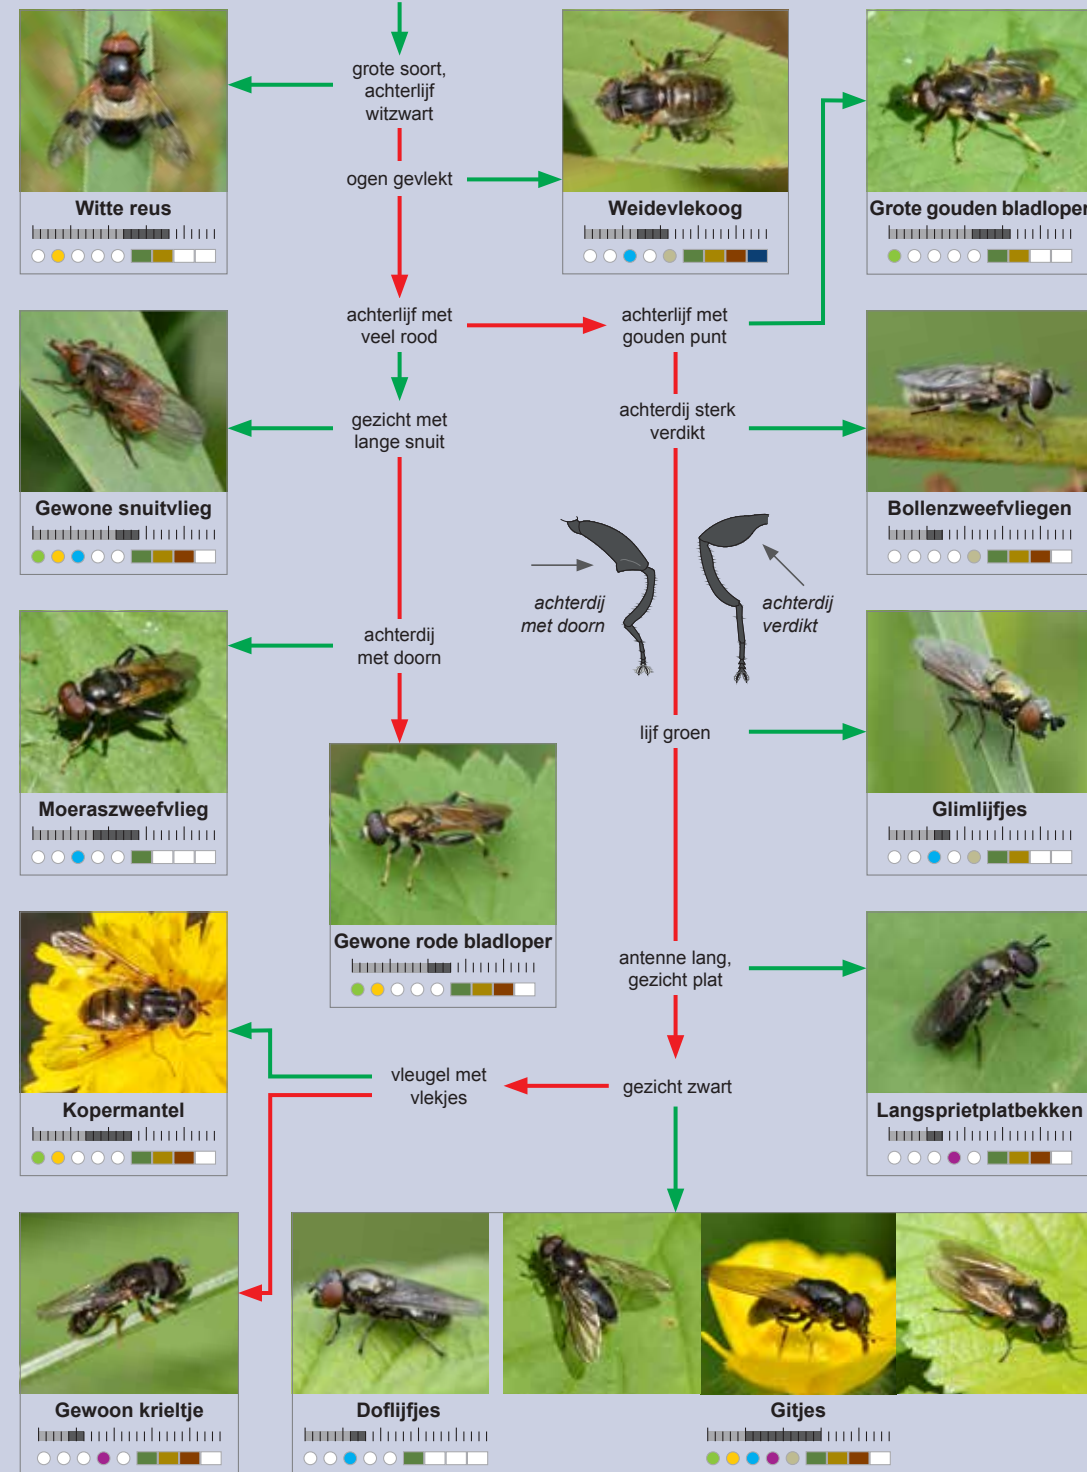 grote soort,
achterlijf
witzwart
ogen gevlekt
Witte reus
Weidevlekoog
Grote gouden bladloper
achterlijf met
veel rood
achterlijf met
gouden punt
gezicht met
lange snuit
achterdij sterk
verdikt
Gewone snuitvlieg
Bollenzweefvliegen
achterdij
met doorn
achterdij
verdikt
achterdij
met doorn
lijf groen
Moeraszweefvlieg
Glimlijfjes
Gewone rode bladloper
antenne lang,
gezicht plat
vleugel met
vlekjes
gezicht zwart
Kopermantel
Langsprietplatbekken
Gewoon krieltje
Doflijfjes
Gitjes